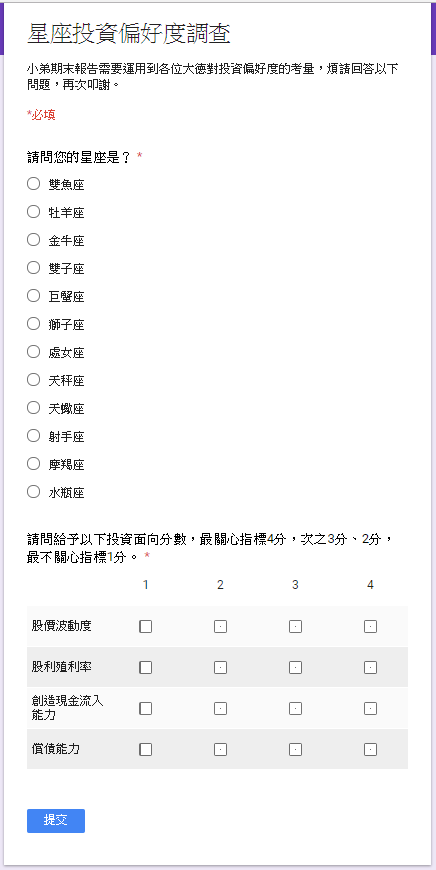 星座投資偏好度調查
小弟期末報告需要運用到各位大德對投資偏好度的考量，煩請回答以下
問題，再次叩謝。
*必填
請問您的星座是？ *
雙魚座
牡羊座
金牛座
雙子座
巨蟹座
獅子座
處女座
天秤座
天蠍座
射手座
摩羯座
水瓶座
請問給予以下投資面向分數，最關心指標4分，次之3分、2分，
最不關心指標1分。 *
1 2 3 4
股價波動度
股利殖利率
創造現金流入
能力
償債能力
提交